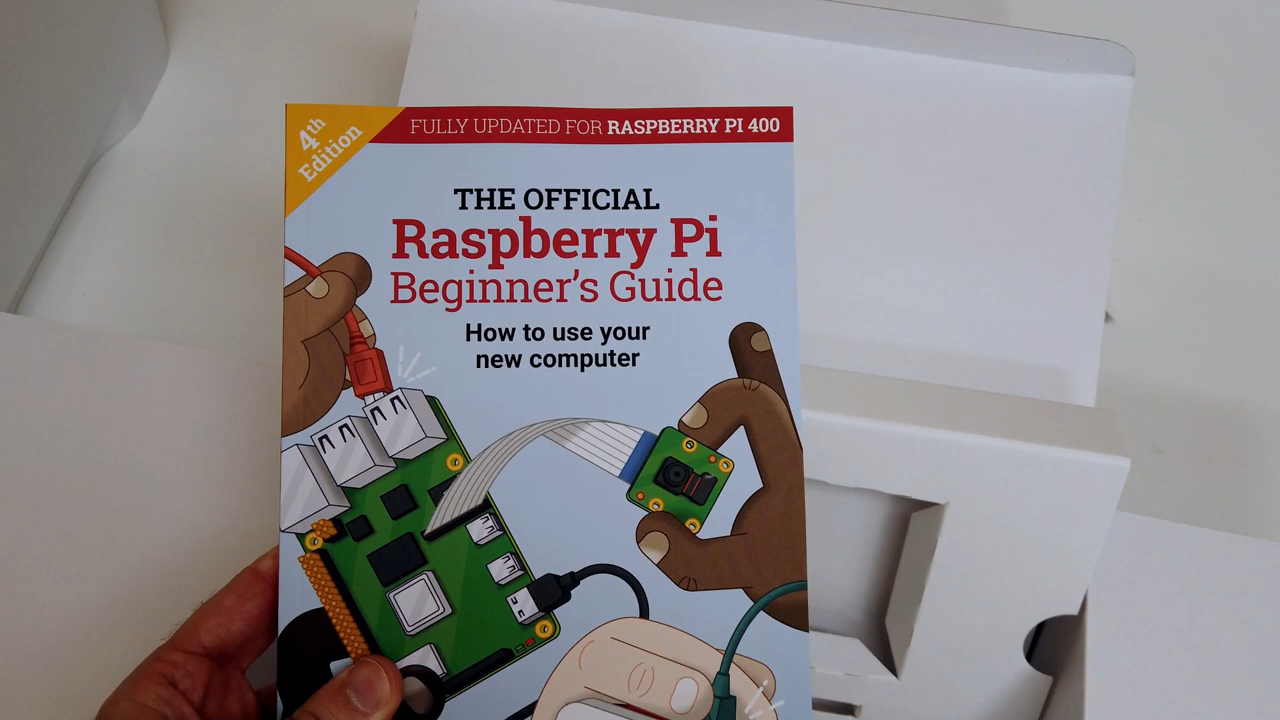 4th
Edition
FULLY UPDATED FOR RASPBERRY PI 400
THE OFFICIAL
Raspberry Pi
Beginner's Guide
How to use your
new computer